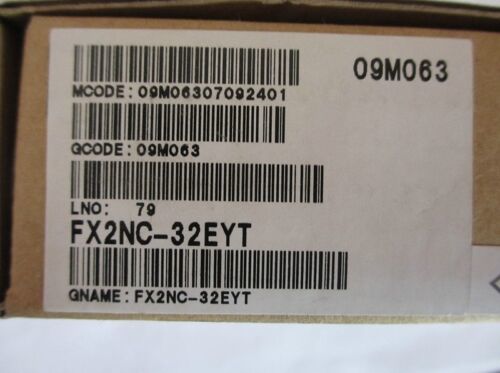 09M063
MCODE: 09M06307092401
GCODE: 09M063
LNO: 79
FX2NC-32EYT
GNAME: FX2NC-32EYT